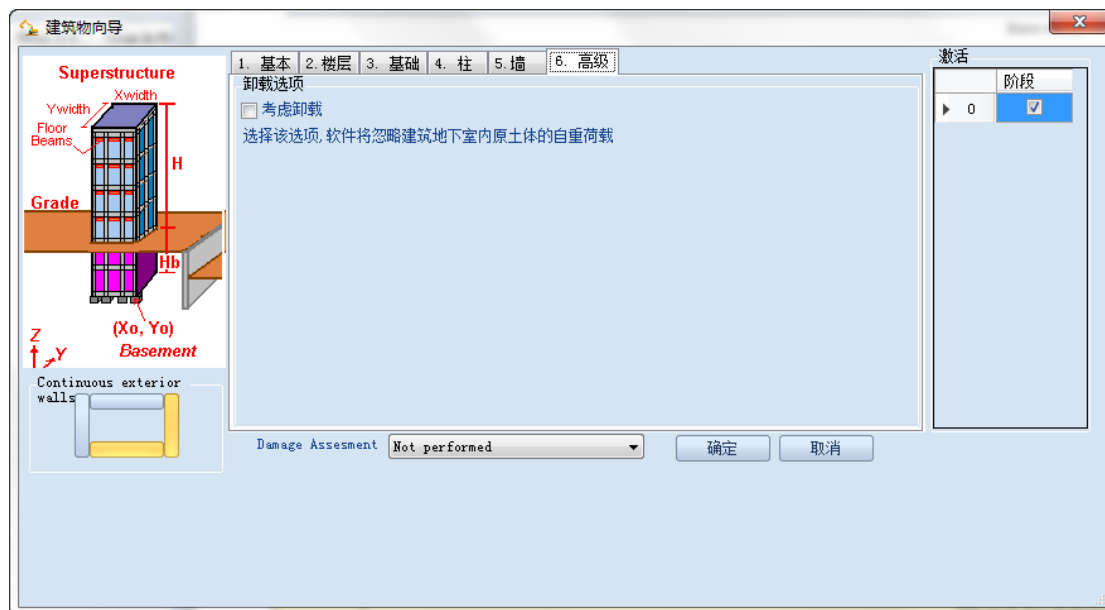 建筑物向导
Superstructure
Xwidth
Ywidth
Floor
Beams
H
Grade
Hb
(Xo, Yo)
Z
Y
Basement
Continuous exterior
walls
1. 基本
2.楼层
3. 基础
4. 柱
5.墙
6. 高级
卸载选项
考虑卸载
选择该选项,软件将忽略建筑地下室内原土体的自重荷载
激活
阶段
0
Damage Assesment
Not performed
确定
取消